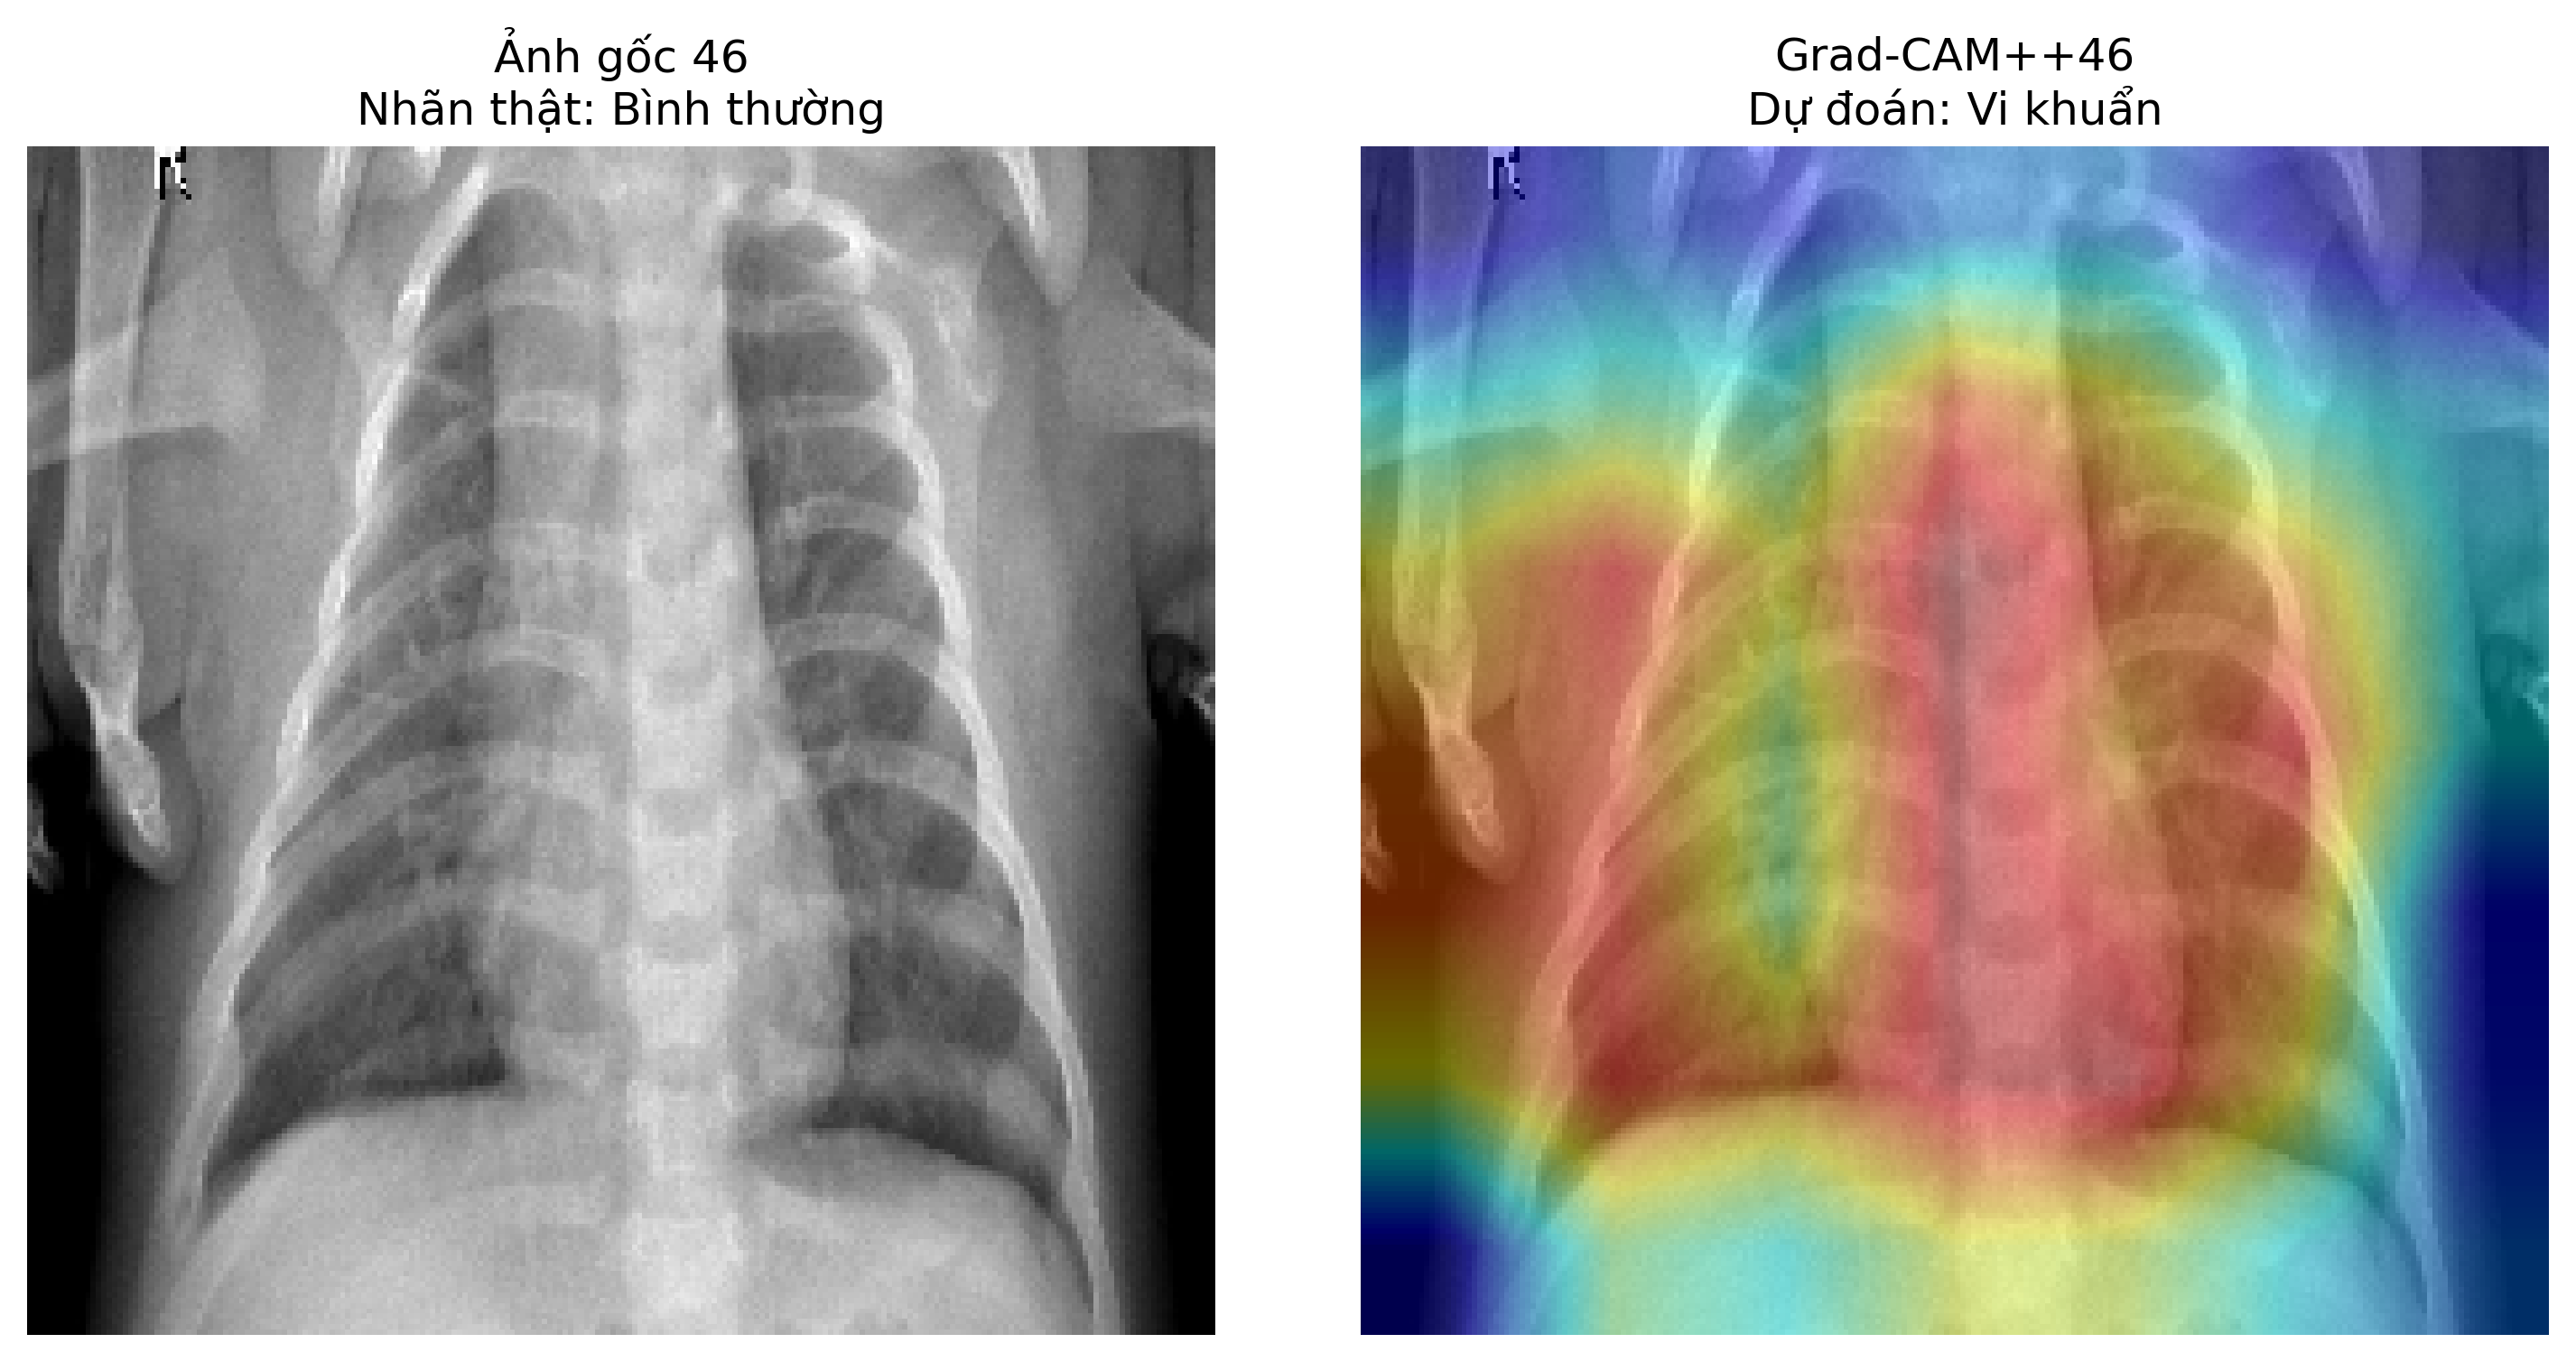 Ảnh gốc 46
Nhãn thật: Bình thường
Grad-CAM++46
Dự đoán: Vi khuẩn
R
R